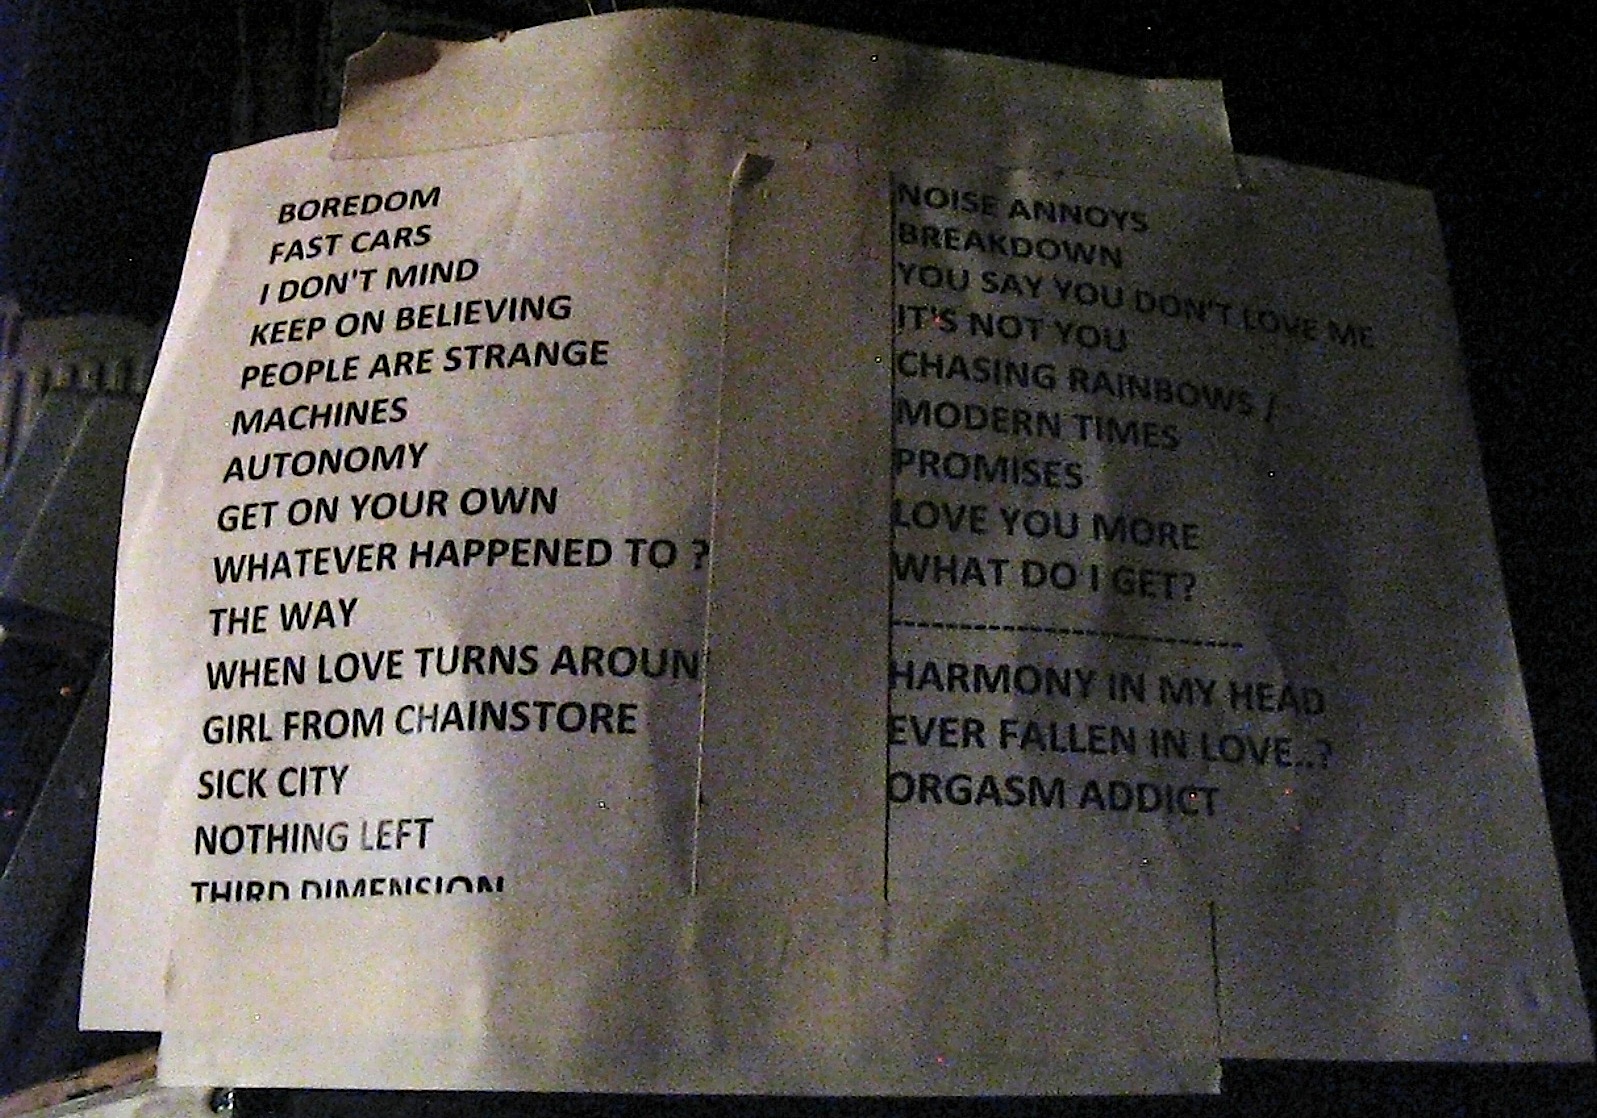 BOREDOM
FAST CARS
I DON'T MIND
KEEP ON BELIEVING
PEOPLE ARE STRANGE
MACHINES
AUTONOMY
GET ON YOUR OWN
WHATEVER HAPPENED TO ?
THE WAY
WHEN LOVE TURNS AROUN
GIRL FROM CHAINSTORE
SICK CITY
NOTHING LEFT
THIRD DIMENSION
NOISE ANNOYS
BREAKDOWN
YOU SAY YOU DON'T LOVE ME
IT'S NOT YOU
CHASING RAINBOWS /
MODERN TIMES
PROMISES
LOVE YOU MORE
WHAT DO I GET?
-----------------------------
HARMONY IN MY HEAD
EVER FALLEN IN LOVE..?
ORGASM ADDICT